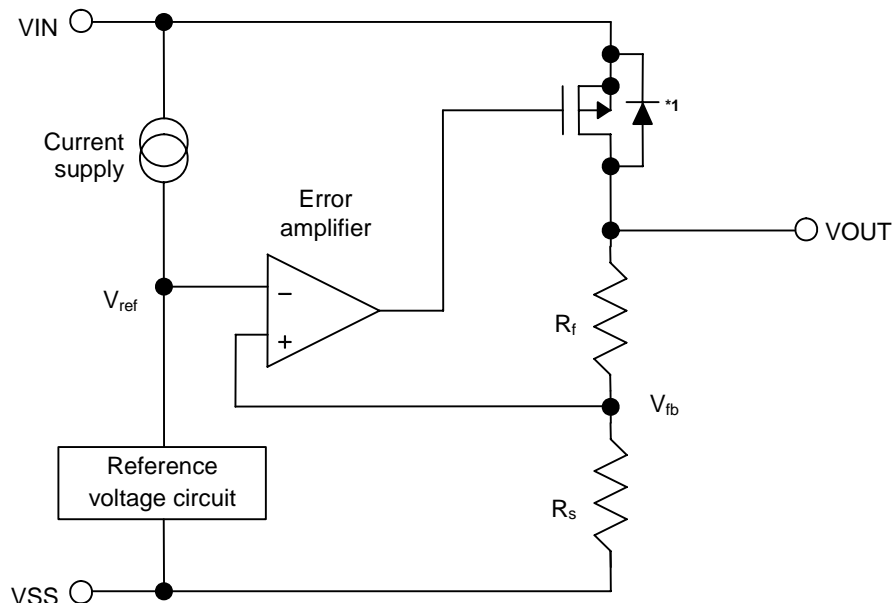 VIN
*1
Current
supply
Error
amplifier
VOUT
Vref
−
+
Rf
Vfb
Reference
voltage circuit
Rs
VSS